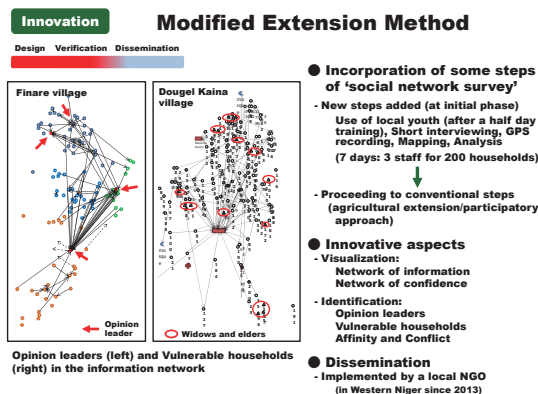 Innovation
Modified Extension Method
Design Verification Dissemination
Finare village
Opinion
leader
Dougel Kaina
village
Widows and elders
Opinion leaders (left) and Vulnerable households
(right) in the information network
● Incorporation of some steps
of ‘social network survey’
- New steps added (at initial phase)
Use of local youth (after a half day
training), Short interviewing, GPS
recording, Mapping, Analysis
(7 days: 3 staff for 200 households)
- Proceeding to conventional steps
(agricultural extension/participatory
approach)
● Innovative aspects
- Visualization:
Network of information
Network of confidence
- Identification:
Opinion leaders
Vulnerable households
Affinity and Conflict
● Dissemination
- Implemented by a local NGO
(in Western Niger since 2013)